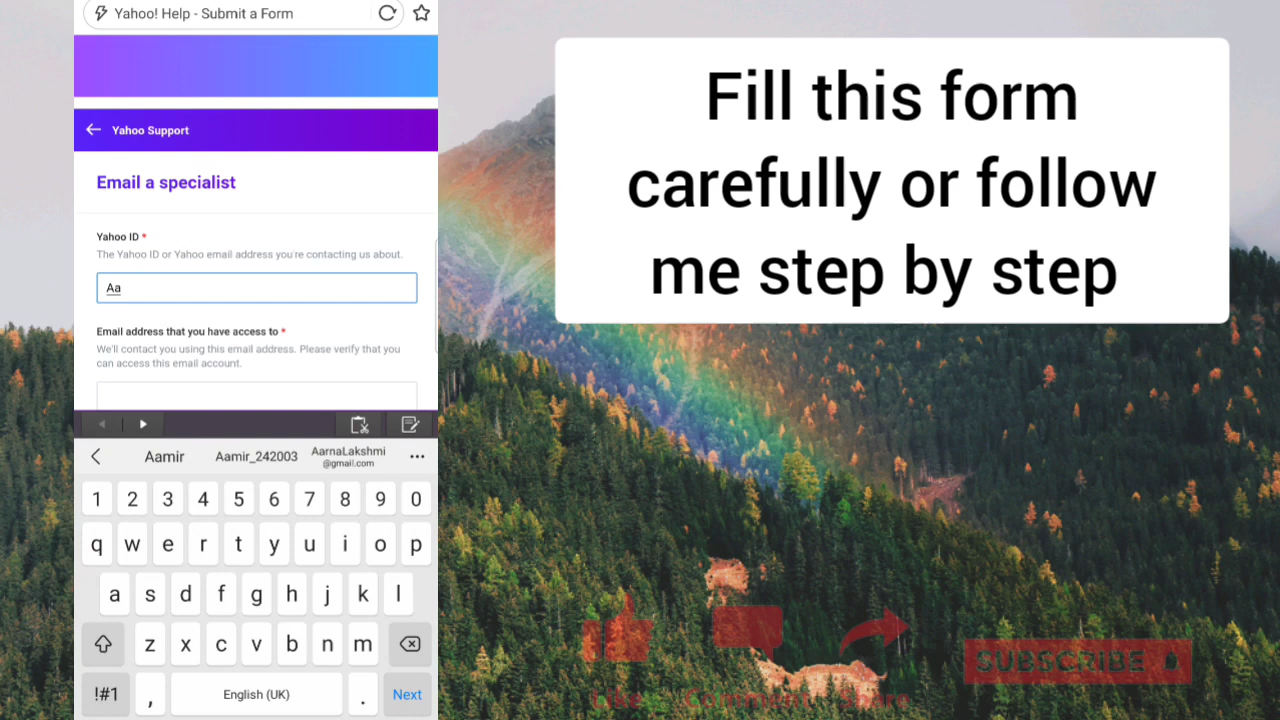 Yahoo! Help - Submit a Form
Yahoo Support
Email a specialist
Yahoo ID *
The Yahoo ID or Yahoo email address you're contacting us about.
Aa
Email address that you have access to *
We'll contact you using this email address. Please verify that you
can access this email account.
Aamir Aamir_242003 AarnaLakshmi
@gmail.com
1 2 3 4 5 6 7 8 9 0
q w e r t y u i o p
a s d f g h j k l
z x c v b n m
!#1 , English (UK) . Next
Fill this form
carefully or follow
me step by step
SUBSCRIBE
Like Comment Share